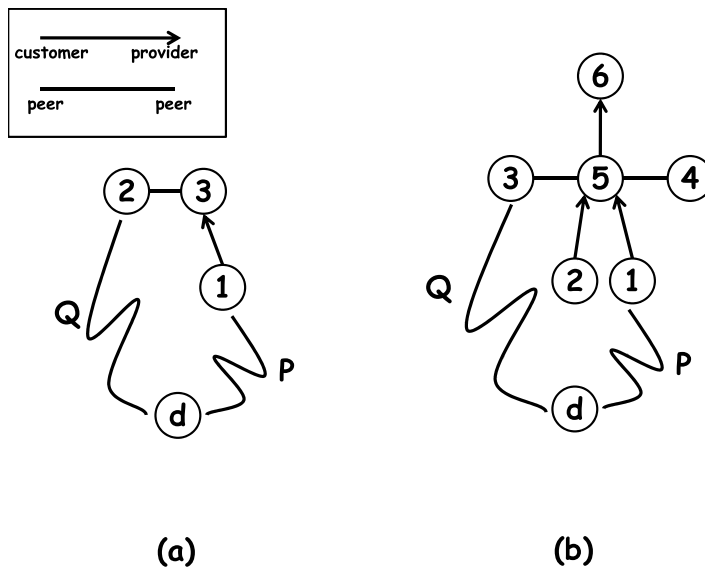 customer provider
peer peer
6
2 3
3 5 4
1
2 1
Q P
Q P
d
d
(a) (b)